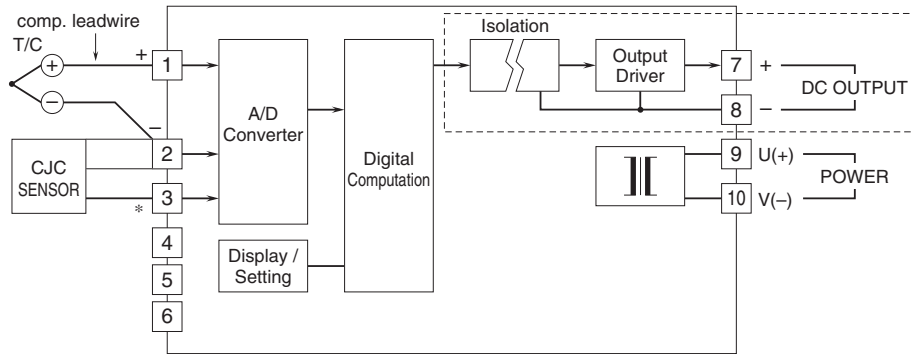 comp. leadwire
T/C
+
−
+
−
1
2
3
*
4
5
6
CJC
SENSOR
A/D
Converter
Display /
Setting
Digital
Computation
Isolation
Output
Driver
7
+
8
−
DC OUTPUT
9
U(+)
10
V(−)
POWER